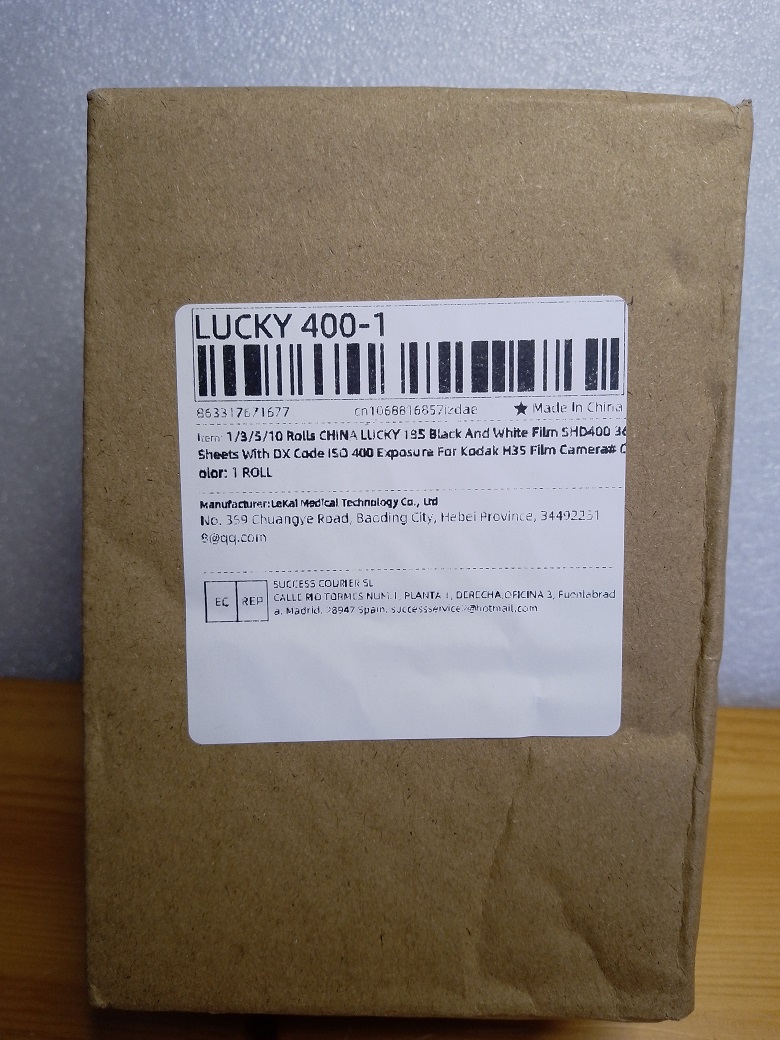 LUCKY 400-1
863317671677 cn1068816857izdae ★ Made In China
Item: 1/3/5/10 Rolls CHINA LUCKY 135 Black And White Film SHD400 36
Sheets With DX Code ISO 400 Exposure For Kodak H35 Film Camera# C
olor: 1 ROLL
Manufacturer:LeKai Medical Technology Co., Ltd
No. 369 Chuangye Road, Baoding City, Hebei Province, 34492251
8@qq.com
EC REP
SUCCESS COURIER SL
CALLE RIO TORMES NUM.1, PLANTA 1, DERECHA,OFICINA 3, Fuenlabrad
a, Madrid, 28947 Spain, successservice2@hotmail.com